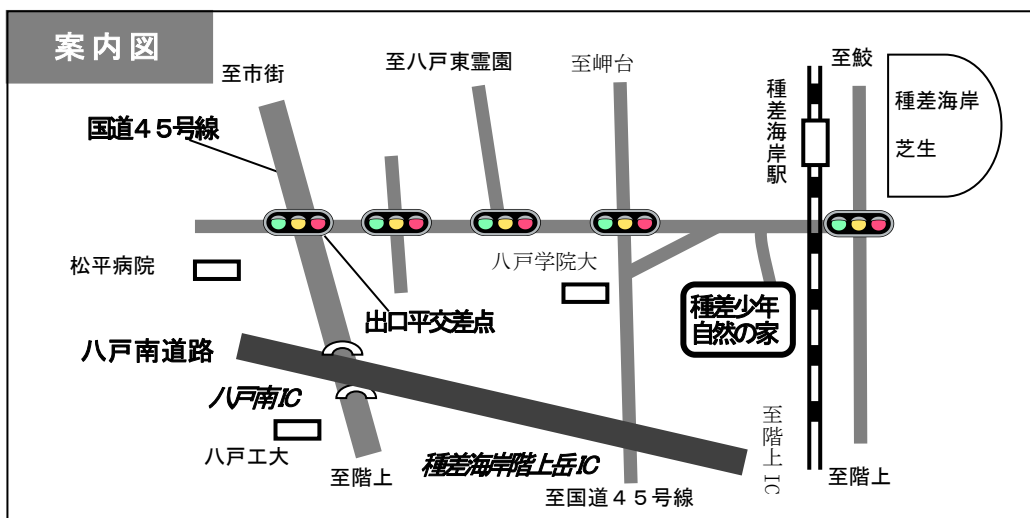 案内図
至市街
至八戸東霊園
至岬台
至鮫
国道45号線
種差海岸駅
種差海岸
芝生
松平病院
八戸学院大
出口平交差点
種差少年
自然の家
八戸南道路
八戸南IC
八戸工大
至階上
種差海岸階上岳IC
至国道45号線
至階上IC
至階上